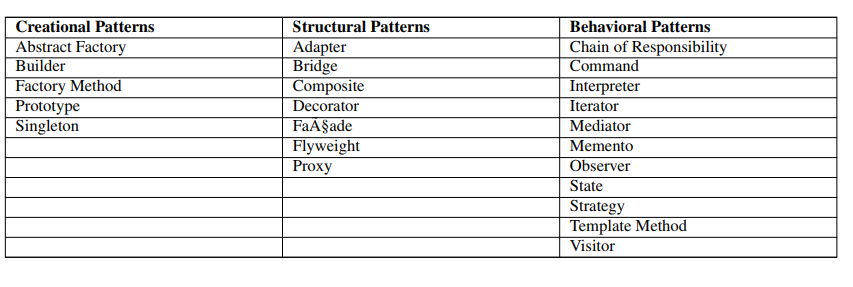 Creational Patterns Structural Patterns Behavioral Patterns
Abstract Factory Adapter Chain of Responsibility
Builder Bridge Command
Factory Method Composite Interpreter
Prototype Decorator Iterator
Singleton FaÃ§ade Mediator
Flyweight Memento
Proxy Observer
State
Strategy
Template Method
Visitor